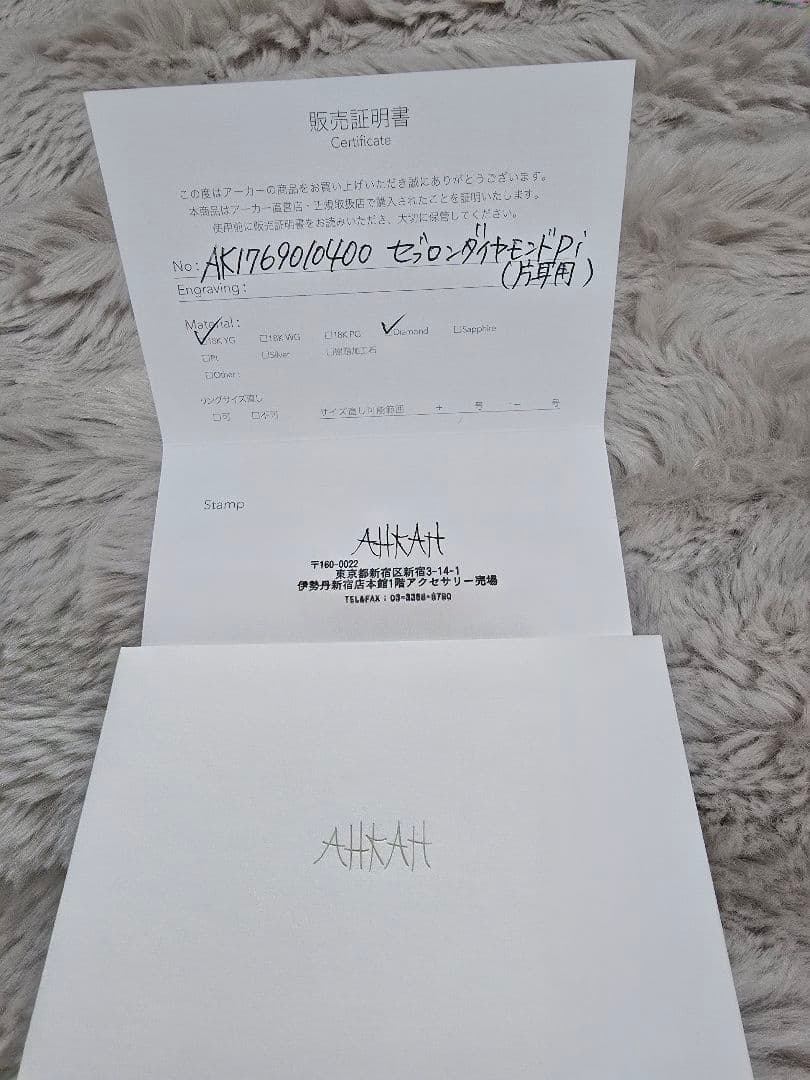 販売証明書
Certificate
この度はアーカーの商品をお買い上げいただき誠にありがとうございます。
本商品はアーカー直営店・正規取扱店で購入されたことを証明いたします。
使用前に販売証明書をお読みいただき、大切に保管してください。
No: AK1769010400 セブロンダイヤモンドPi
(片耳用)
Engraving:
Material:
✓18K YG □18K WG □18K PG ✓Diamond □Sapphire
□Pt □Silver □樹脂加工石
□Other:
リングサイズ直し
□可 □不可 サイズ直し可能範囲 + 号 - 号
Stamp
AHKAH
〒160-0022
東京都新宿区新宿3-14-1
伊勢丹新宿店本館1階アクセサリー売場
TEL&FAX:
AHKAH